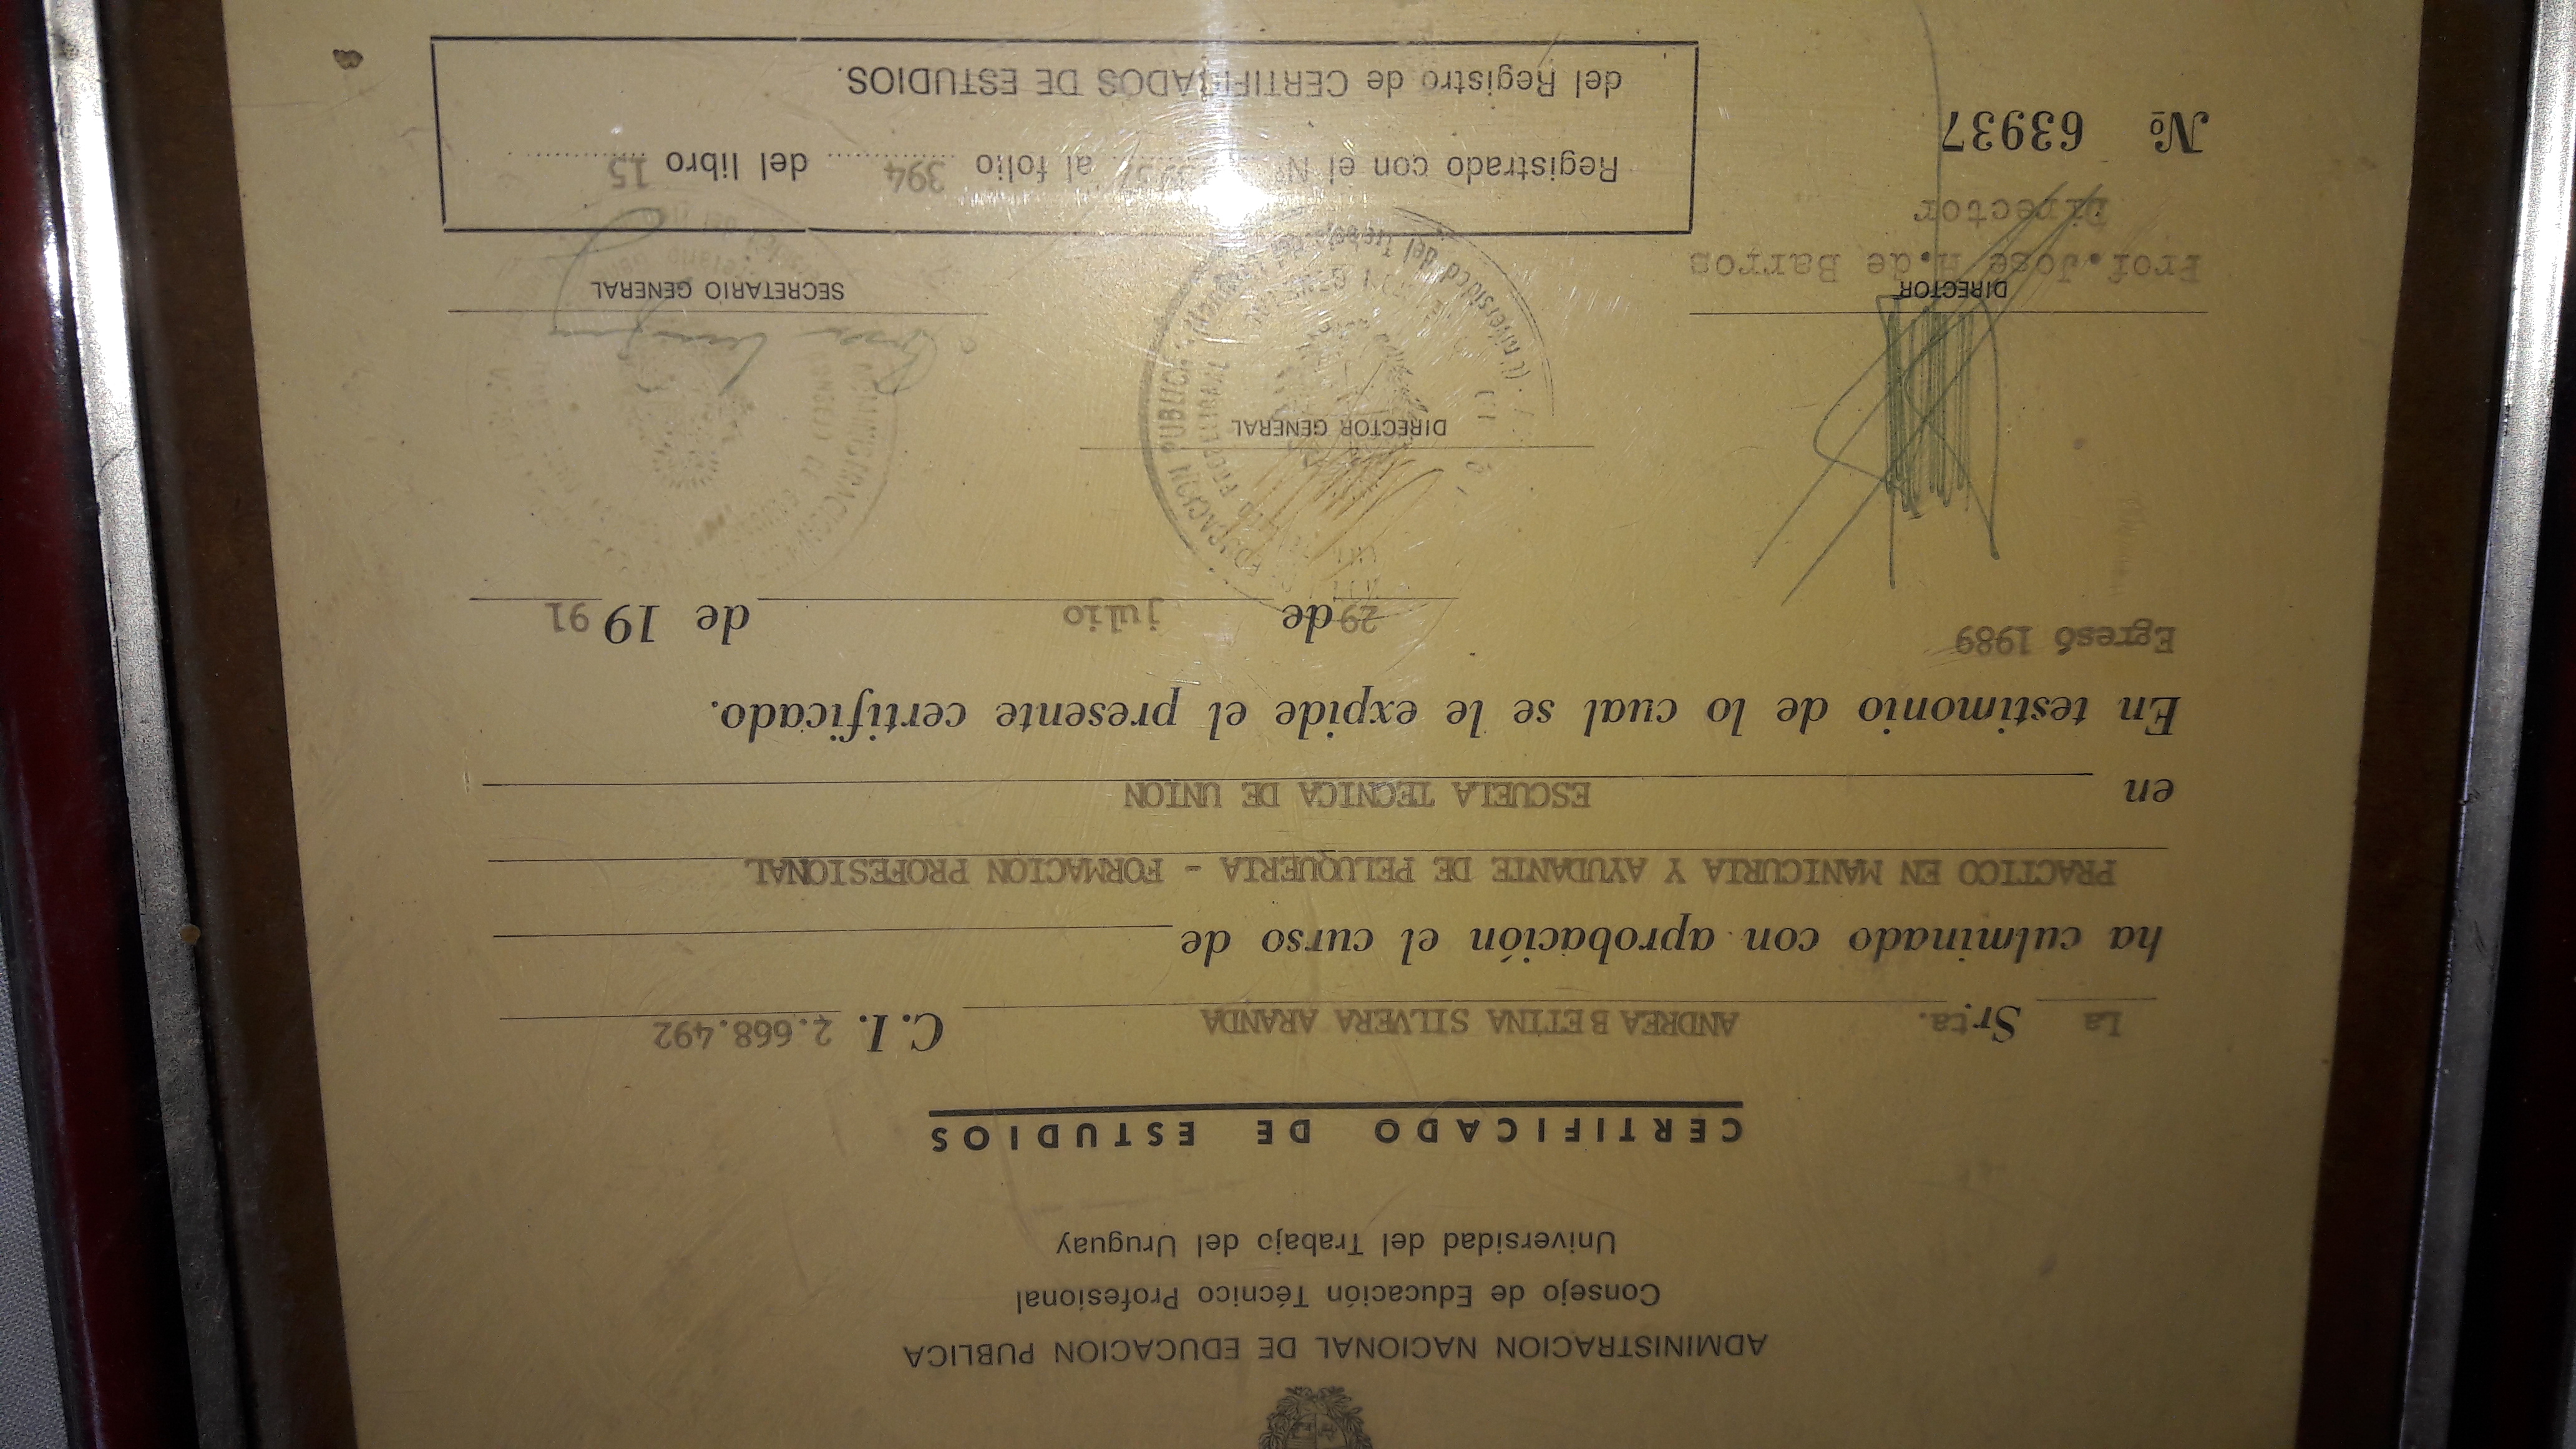 ADMINISTRACION NACIONAL DE EDUCACION PUBLICA
Consejo de Educación Técnico Profesional
Universidad del Trabajo del Uruguay
CERTIFICADO DE ESTUDIOS
La Sr.ta. ANDREA BETINA SILVERA ARANDA C. I. 2.668.492
ha culminado con aprobación el curso de
PRACTICO EN MANICURIA Y AYUDANTE DE PELUQUERIA - FORMACION PROFESIONAL
en ESCUELA TECNICA DE UNION
En testimonio de lo cual se le expide el presente certificado.
Egresó 1989
29 de julio de 1991
DIRECTOR GENERAL
DIRECTOR
SECRETARIO GENERAL
Prof.José H.de Barros
Director
Nº 63937
Registrado con el Nº al folio 394 del libro 15
del Registro de CERTIFICADOS DE ESTUDIOS.